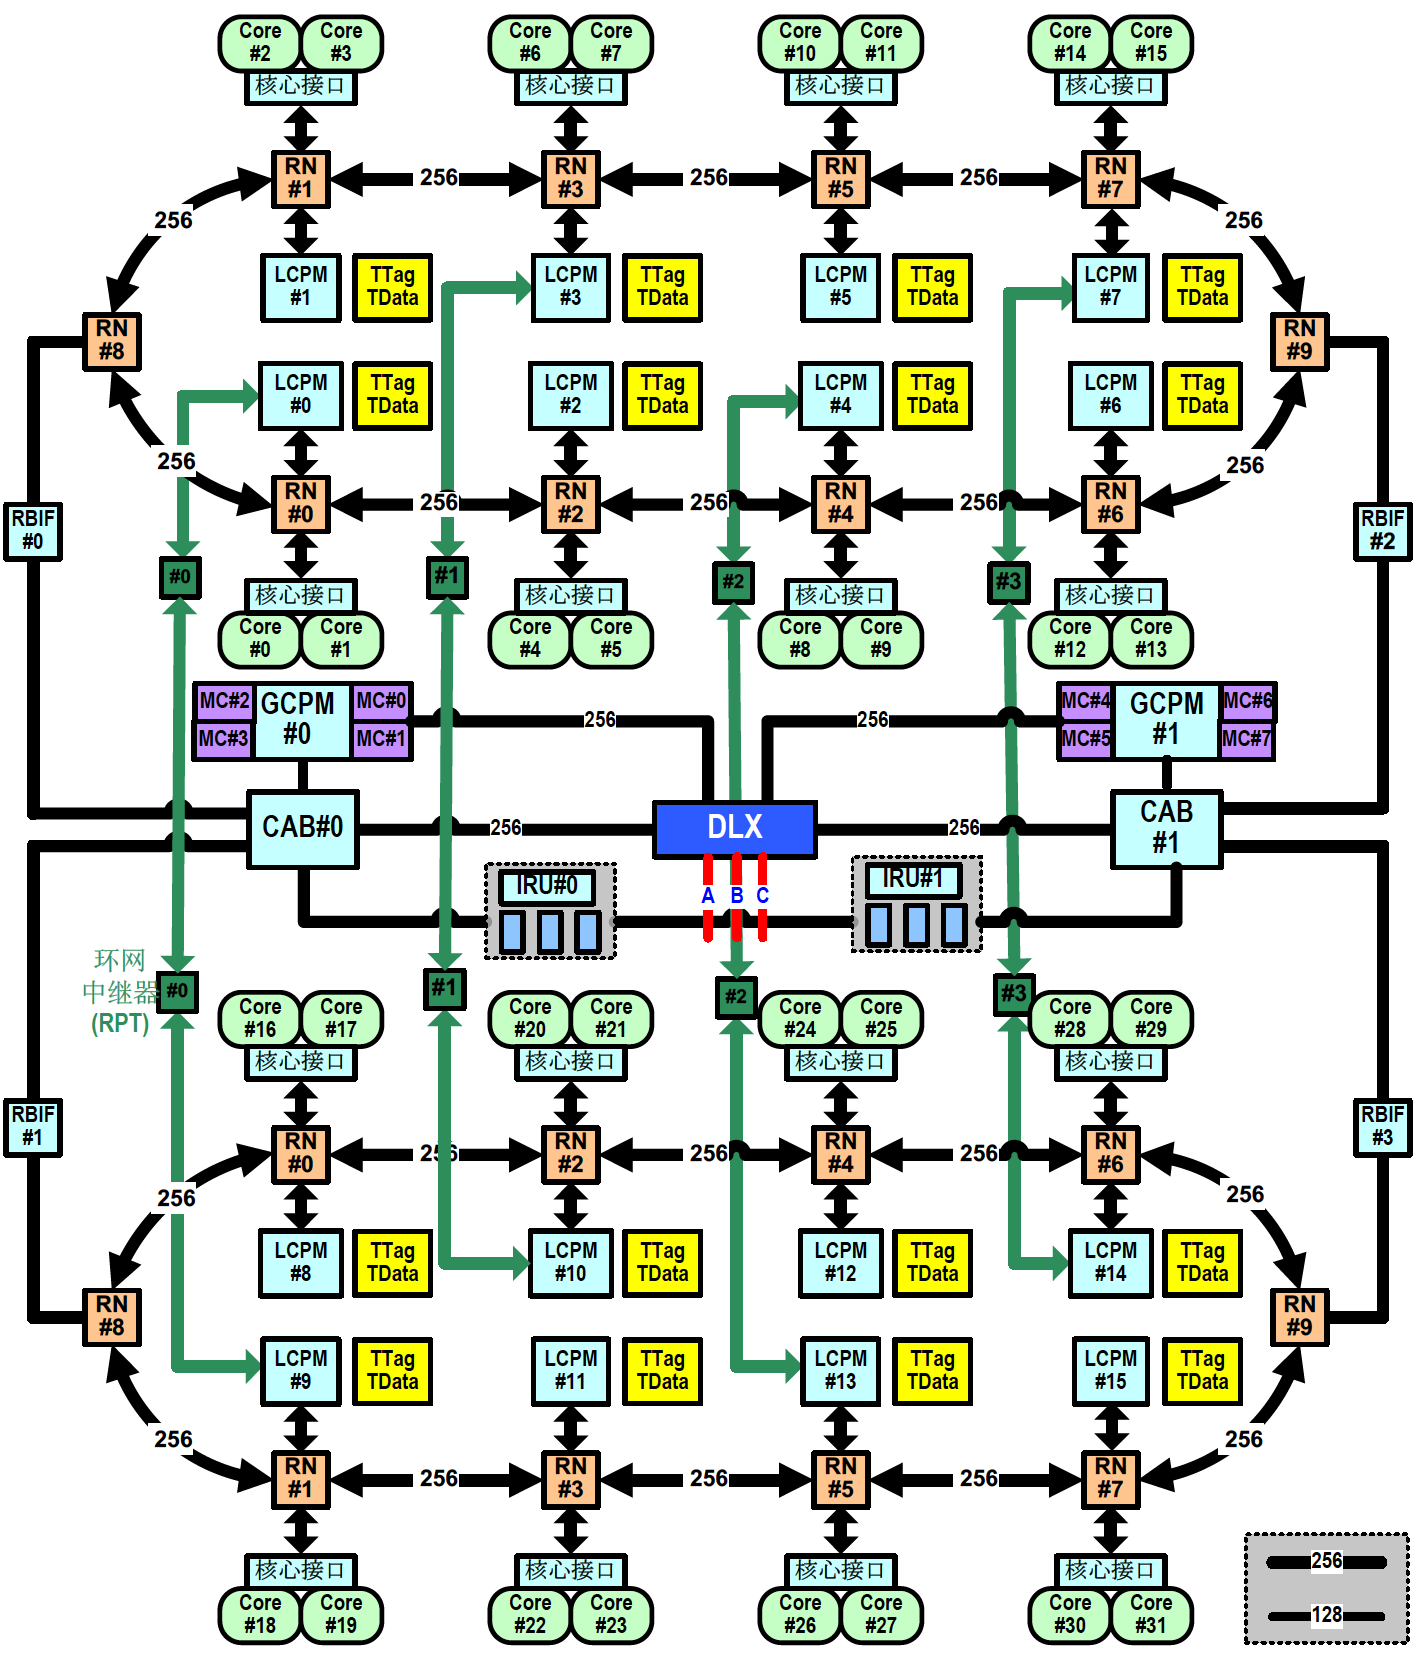 Core #2
Core #3
Core #6
Core #7
Core #10
Core #11
Core #14
Core #15
核心接口
核心接口
核心接口
核心接口
RN #1
256
RN #3
256
RN #5
256
RN #7
256
256
LCPM #1
TTag TData
LCPM #3
TTag TData
LCPM #5
TTag TData
LCPM #7
TTag TData
RN #8
RN #9
LCPM #0
TTag TData
LCPM #2
TTag TData
LCPM #4
TTag TData
LCPM #6
TTag TData
256
256
RN #0
256
RN #2
256
RN #4
256
RN #6
RBIF #0
RBIF #2
#0
#1
#2
#3
核心接口
核心接口
核心接口
核心接口
Core #0
Core #1
Core #4
Core #5
Core #8
Core #9
Core #12
Core #13
MC#2
GCPM #0
MC#0
MC#3
MC#1
256
256
MC#4
GCPM #1
MC#6
MC#5
MC#7
CAB#0
256
DLX
256
CAB #1
IRU#0
A
B
C
IRU#1
环网
中继器
(RPT)
#0
#1
#2
#3
Core #16
Core #17
Core #20
Core #21
Core #24
Core #25
Core #28
Core #29
核心接口
核心接口
核心接口
核心接口
RBIF #1
RBIF #3
RN #0
256
RN #2
256
RN #4
256
RN #6
256
256
LCPM #8
TTag TData
LCPM #10
TTag TData
LCPM #12
TTag TData
LCPM #14
TTag TData
RN #8
RN #9
LCPM #9
TTag TData
LCPM #11
TTag TData
LCPM #13
TTag TData
LCPM #15
TTag TData
256
256
RN #1
256
RN #3
256
RN #5
256
RN #7
核心接口
核心接口
核心接口
核心接口
Core #18
Core #19
Core #22
Core #23
Core #26
Core #27
Core #30
Core #31
256
128